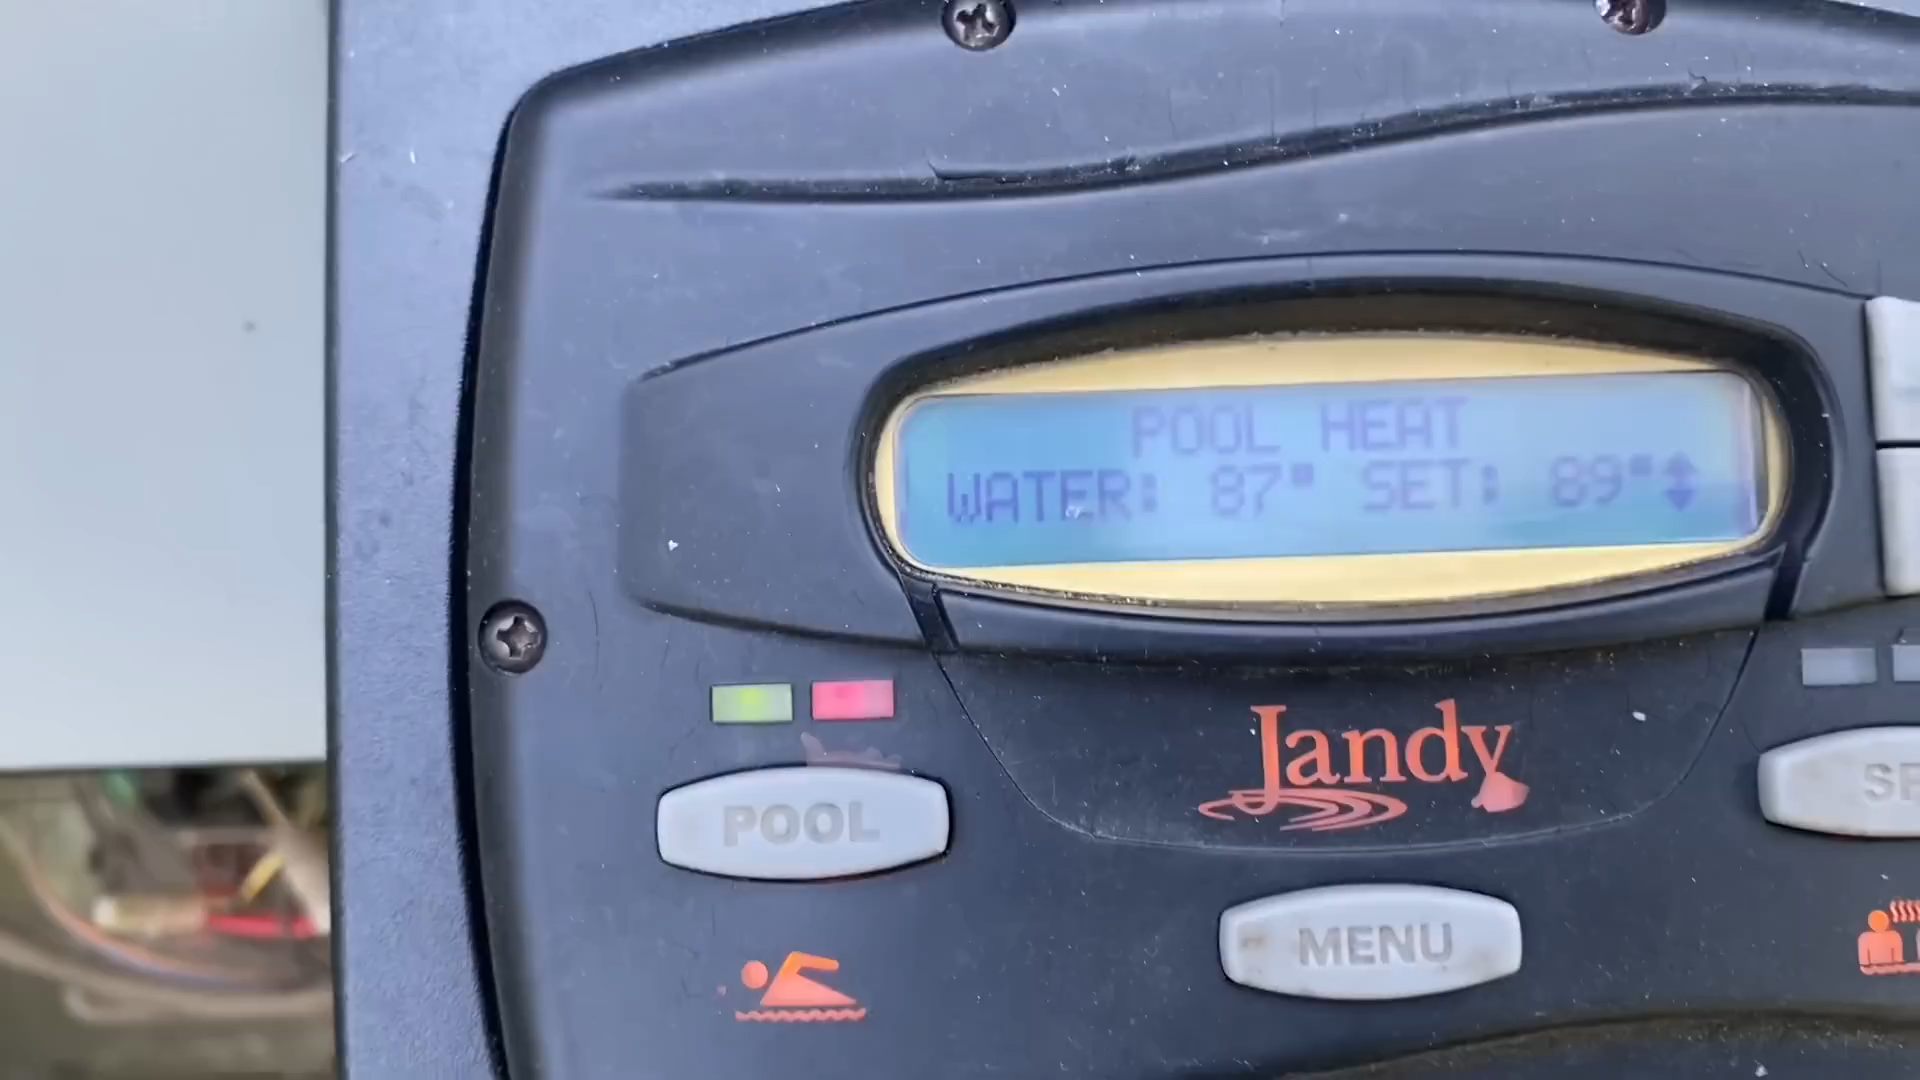 POOL HEAT
WATER: 87° SET: 89°
Jandy
POOL
MENU